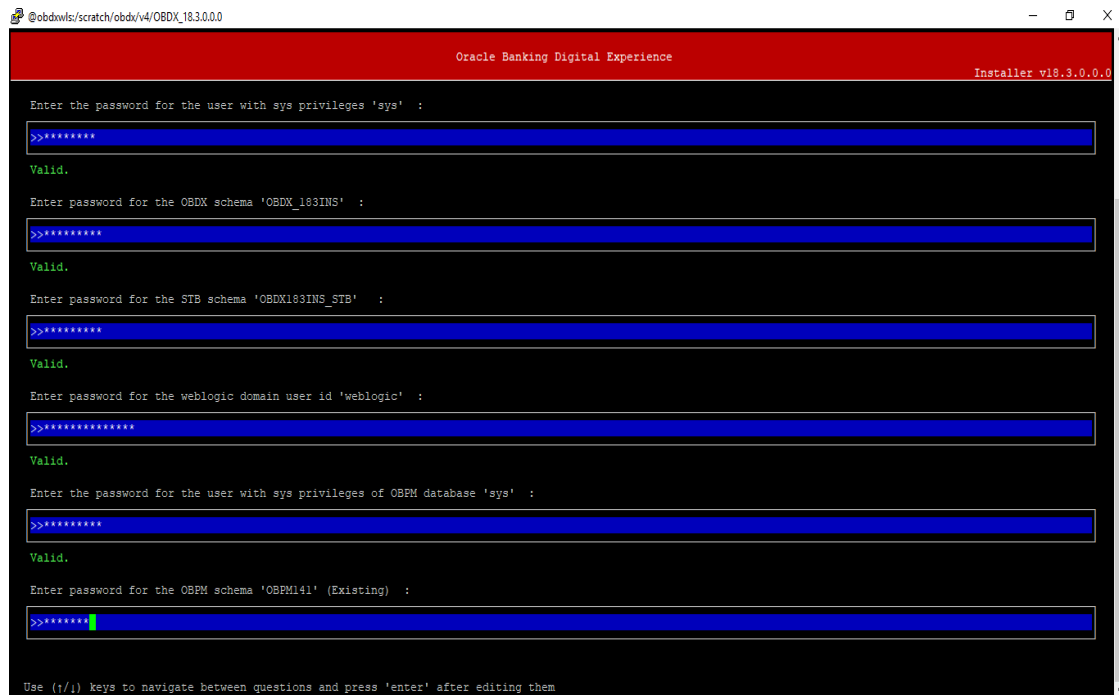 @obdxwls:/scratch/obdx/v4/OBDX_18.3.0.0.0
Oracle Banking Digital Experience
Installer v18.3.0.0.0
Enter the password for the user with sys privileges 'sys'  :
>>********
Valid.
Enter password for the OBDX schema 'OBDX_183INS'  :
>>*********
Valid.
Enter password for the STB schema 'OBDX183INS_STB'   :
>>*********
Valid.
Enter password for the weblogic domain user id 'weblogic'  :
>>**************
Valid.
Enter the password for the user with sys privileges of OBPM database 'sys'  :
>>*********
Valid.
Enter password for the OBPM schema 'OBPM141' (Existing)  :
>>*******
Use (↑/↓) keys to navigate between questions and press 'enter' after editing them